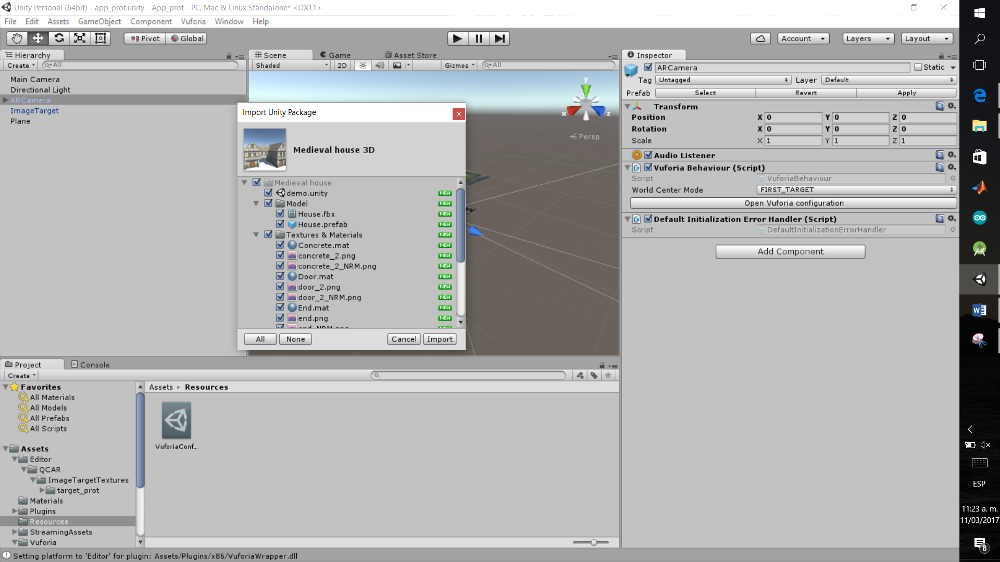 Unity Personal (64bit) - app_prot.unity - App_prot - PC, Mac & Linux Standalone* <DX11>
File Edit Assets GameObject Component Vuforia Window Help
Pivot Global Account Layers Layout
Hierarchy
Create All
Main Camera
Directional Light
ARCamera
ImageTarget
Plane
Scene Game Asset Store
Shaded 2D Gizmos All
y
x z
Persp
Import Unity Package
Medieval house 3D
Medieval house
demo.unity NEW
Model NEW
House.fbx NEW
House.prefab NEW
Textures & Materials NEW
Concrete.mat NEW
concrete_2.png NEW
concrete_2_NRM.png NEW
Door.mat NEW
door_2.png NEW
door_2_NRM.png NEW
End.mat NEW
end.png NEW
end_NRM.png NEW
All None Cancel Import
Inspector
ARCamera Static
Tag Untagged Layer Default
Prefab Select Revert Apply
Transform
Position X 0 Y 0 Z 0
Rotation X 0 Y 0 Z 0
Scale X 1 Y 1 Z 1
Audio Listener
Vuforia Behaviour (Script)
Script VuforiaBehaviour
World Center Mode FIRST_TARGET
Open Vuforia configuration
Default Initialization Error Handler (Script)
Script DefaultInitializationErrorHandler
Add Component
Project Console
Create
Favorites
All Materials
All Models
All Prefabs
All Scripts
Assets
Editor
QCAR
ImageTargetTextures
target_prot
Materials
Plugins
Resources
StreamingAssets
Vuforia
Assets Resources
VuforiaConf...
Setting platform to 'Editor' for plugin: Assets/Plugins/x86/VuforiaWrapper.dll
ESP
11:23 a. m.
11/03/2017
8